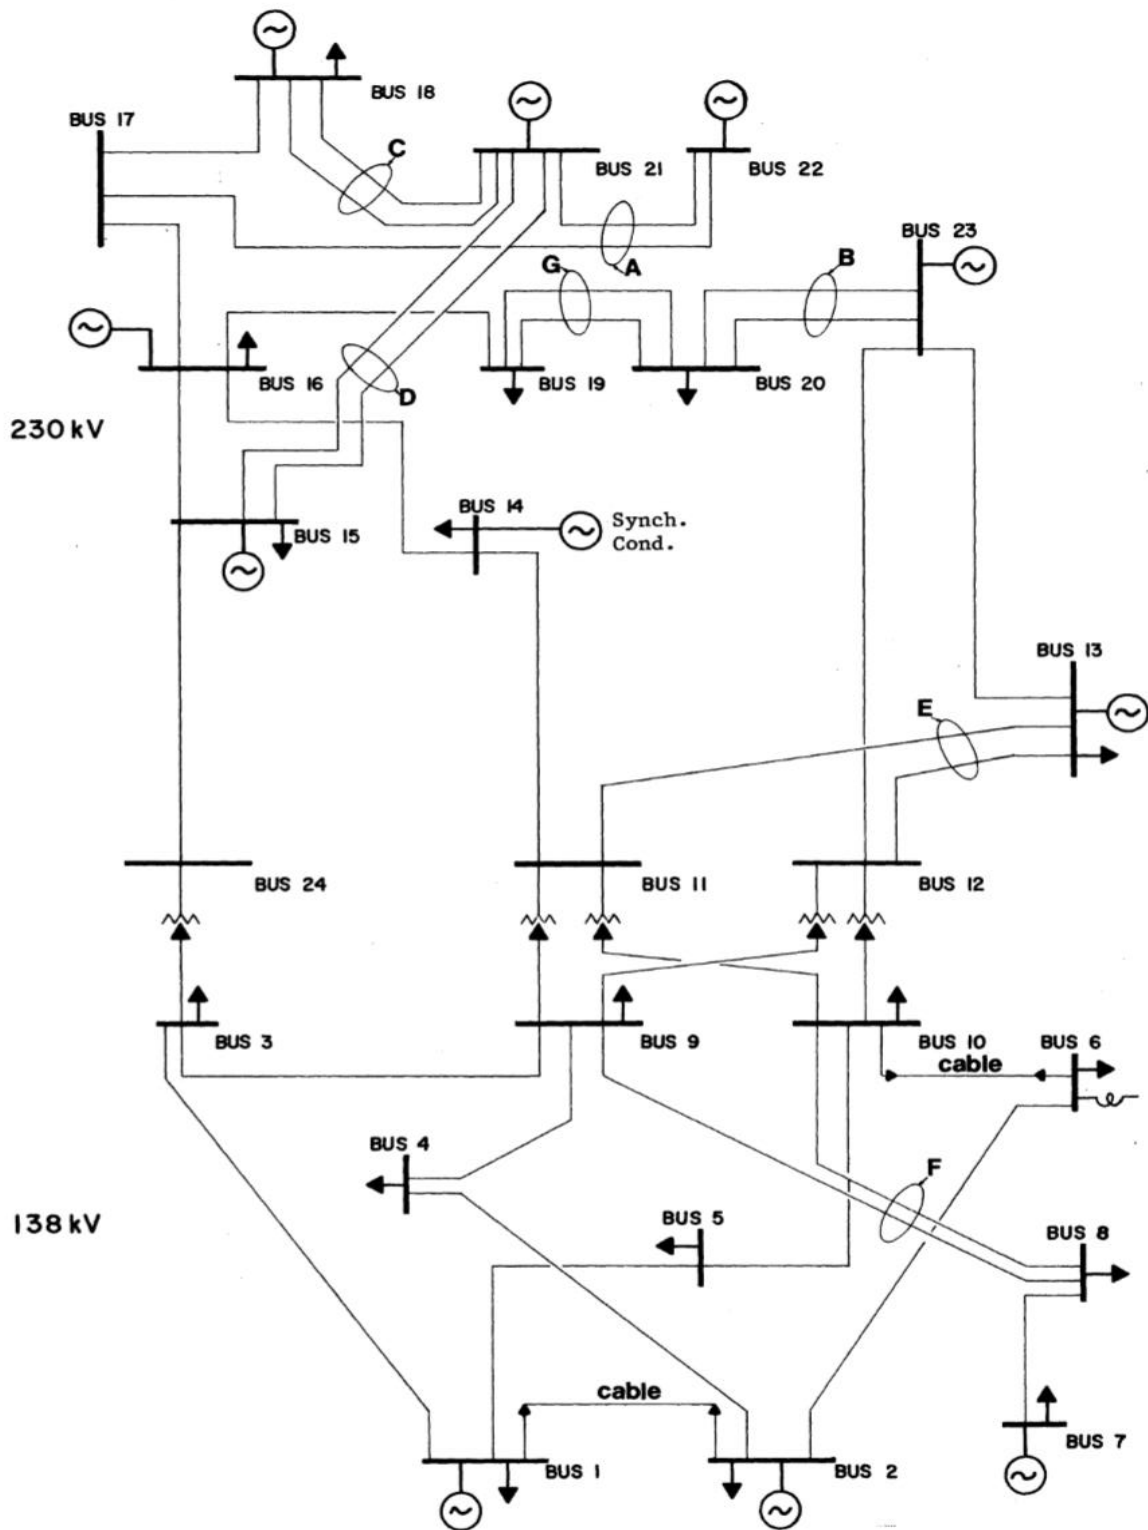 BUS 18
BUS 17
C
BUS 21
BUS 22
BUS 23
A
G
B
BUS 16
D
BUS 19
BUS 20
230 kV
BUS 14
Synch.
Cond.
BUS 15
BUS 13
E
BUS 24
BUS 11
BUS 12
BUS 3
BUS 9
BUS 10
BUS 6
cable
BUS 4
F
138 kV
BUS 5
BUS 8
cable
BUS 1
BUS 2
BUS 7